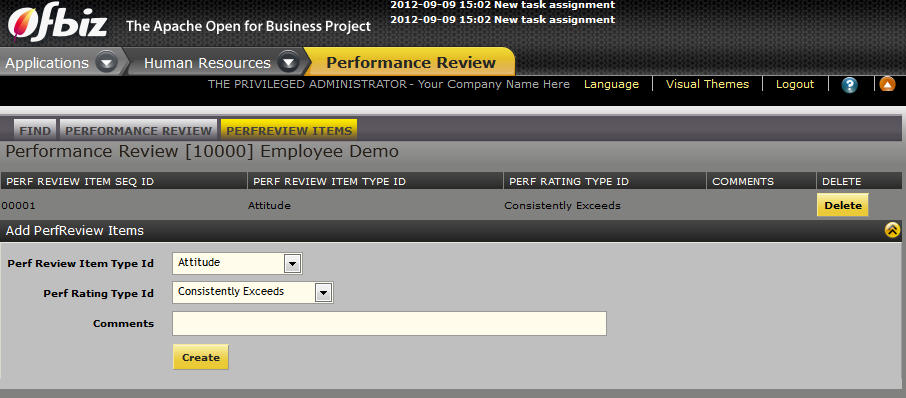 Ofbiz The Apache Open for Business Project
2012-09-09 15:02 New task assignment
2012-09-09 15:02 New task assignment
Applications Human Resources Performance Review
THE PRIVILEGED ADMINISTRATOR - Your Company Name Here Language Visual Themes Logout ?
FIND PERFORMANCE REVIEW PERFREVIEW ITEMS
Performance Review [10000] Employee Demo
PERF REVIEW ITEM SEQ ID PERF REVIEW ITEM TYPE ID PERF RATING TYPE ID COMMENTS DELETE
00001 Attitude Consistently Exceeds Delete
Add PerfReview Items
Perf Review Item Type Id Attitude
Perf Rating Type Id Consistently Exceeds
Comments
Create